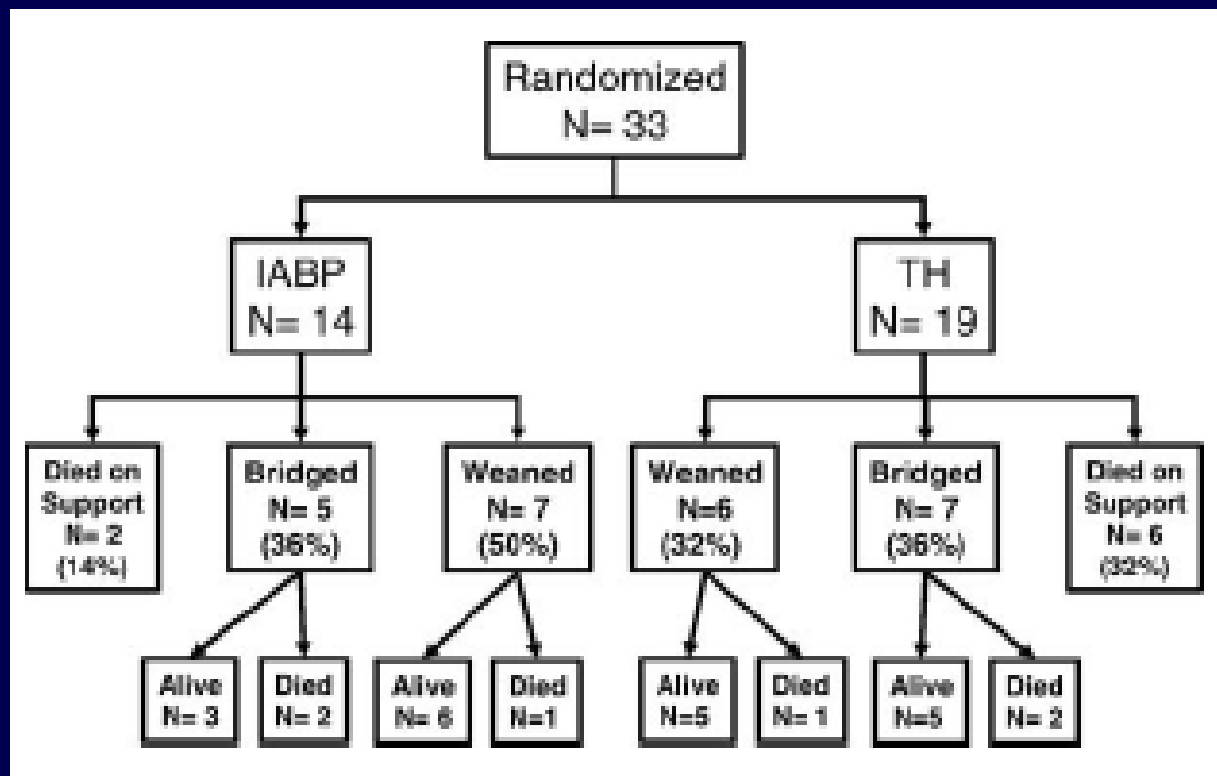 Randomized
N= 33
IABP
N= 14
TH
N= 19
Died on
Support
N= 2
(14%)
Bridged
N= 5
(36%)
Weaned
N= 7
(50%)
Weaned
N=6
(32%)
Bridged
N= 7
(36%)
Died on
Support
N= 6
(32%)
Alive
N= 3
Died
N= 2
Alive
N= 6
Died
N=1
Alive
N=5
Died
N= 1
Alive
N=5
Died
N= 2